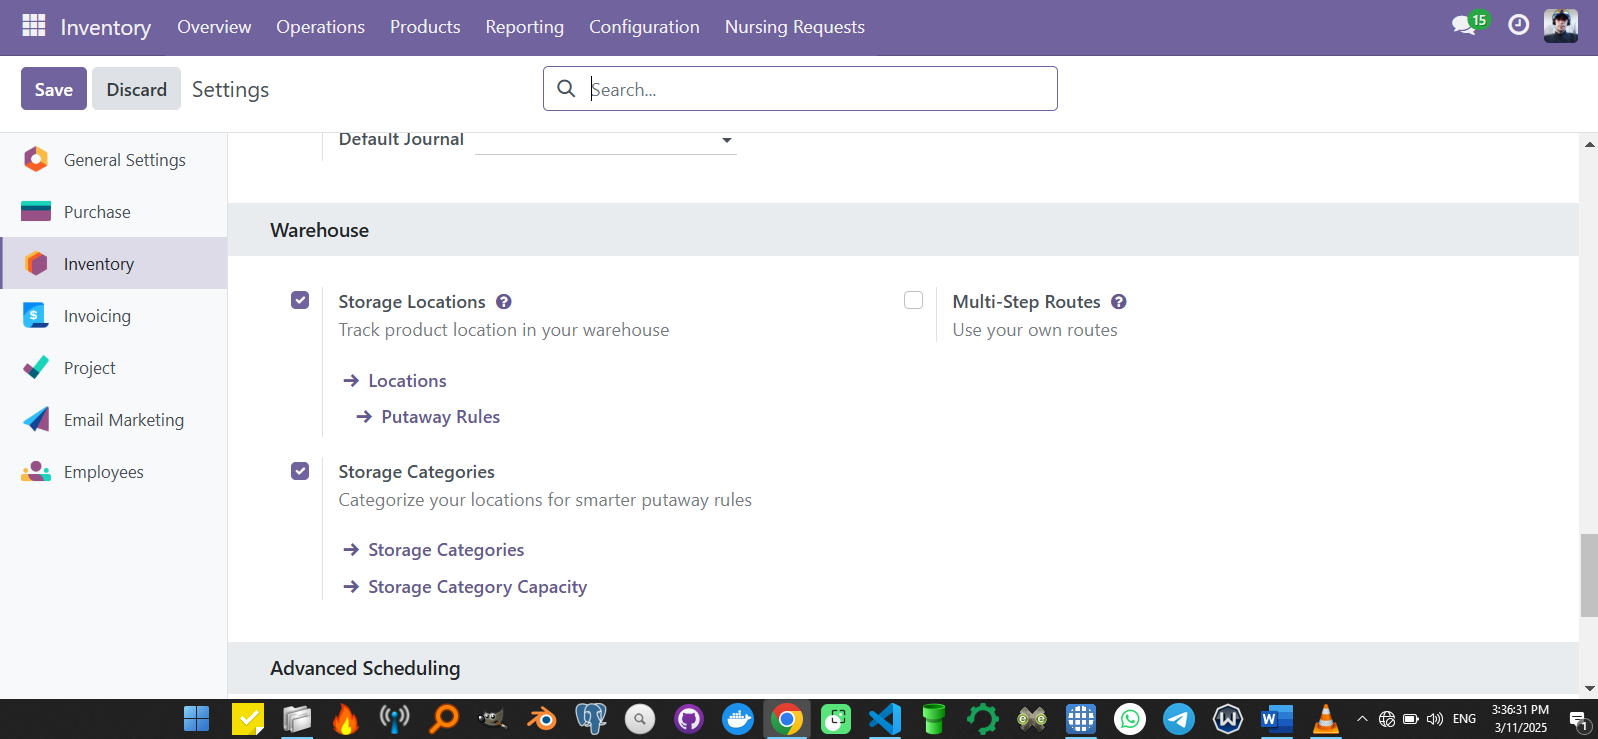 Inventory Overview Operations Products Reporting Configuration Nursing Requests 15
Save Discard Settings Search...
General Settings
Purchase
Inventory
Invoicing
Project
Email Marketing
Employees
Default Journal
Warehouse
Storage Locations ?
Track product location in your warehouse
Locations
Putaway Rules
Multi-Step Routes ?
Use your own routes
Storage Categories
Categorize your locations for smarter putaway rules
Storage Categories
Storage Category Capacity
Advanced Scheduling
ENG
3:36:31 PM
3/11/2025
1